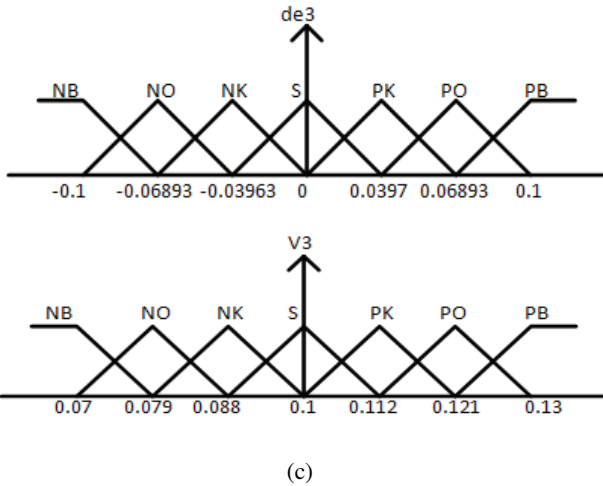 de3
NB NO NK S PK PO PB
-0.1 -0.06893 -0.03963 0 0.0397 0.06893 0.1
V3
NB NO NK S PK PO PB
0.07 0.079 0.088 0.1 0.112 0.121 0.13
(c)